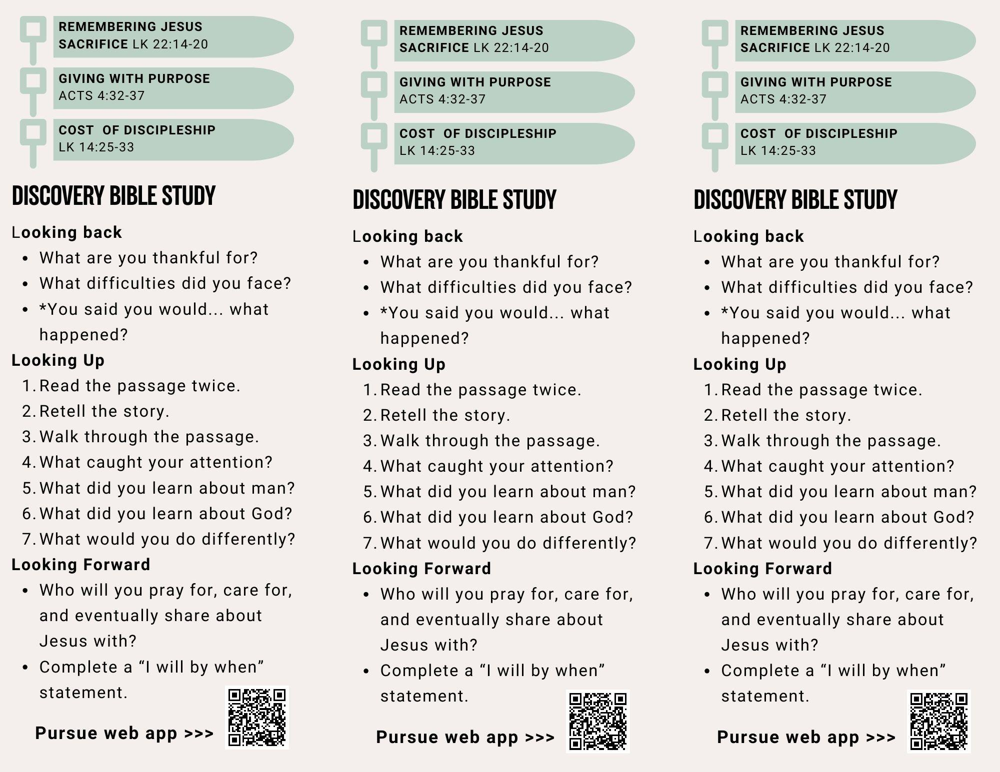 REMEMBERING JESUS
SACRIFICE LK 22:14-20
GIVING WITH PURPOSE
ACTS 4:32-37
COST  OF DISCIPLESHIP
LK 14:25-33
DISCOVERY BIBLE STUDY
Looking back
• What are you thankful for?
• What difficulties did you face?
• *You said you would... what
happened?
Looking Up
1. Read the passage twice.
2. Retell the story.
3. Walk through the passage.
4. What caught your attention?
5. What did you learn about man?
6. What did you learn about God?
7. What would you do differently?
Looking Forward
• Who will you pray for, care for,
and eventually share about
Jesus with?
• Complete a “I will by when”
statement.
Pursue web app >>>
REMEMBERING JESUS
SACRIFICE LK 22:14-20
GIVING WITH PURPOSE
ACTS 4:32-37
COST  OF DISCIPLESHIP
LK 14:25-33
DISCOVERY BIBLE STUDY
Looking back
• What are you thankful for?
• What difficulties did you face?
• *You said you would... what
happened?
Looking Up
1. Read the passage twice.
2. Retell the story.
3. Walk through the passage.
4. What caught your attention?
5. What did you learn about man?
6. What did you learn about God?
7. What would you do differently?
Looking Forward
• Who will you pray for, care for,
and eventually share about
Jesus with?
• Complete a “I will by when”
statement.
Pursue web app >>>
REMEMBERING JESUS
SACRIFICE LK 22:14-20
GIVING WITH PURPOSE
ACTS 4:32-37
COST  OF DISCIPLESHIP
LK 14:25-33
DISCOVERY BIBLE STUDY
Looking back
• What are you thankful for?
• What difficulties did you face?
• *You said you would... what
happened?
Looking Up
1. Read the passage twice.
2. Retell the story.
3. Walk through the passage.
4. What caught your attention?
5. What did you learn about man?
6. What did you learn about God?
7. What would you do differently?
Looking Forward
• Who will you pray for, care for,
and eventually share about
Jesus with?
• Complete a “I will by when”
statement.
Pursue web app >>>